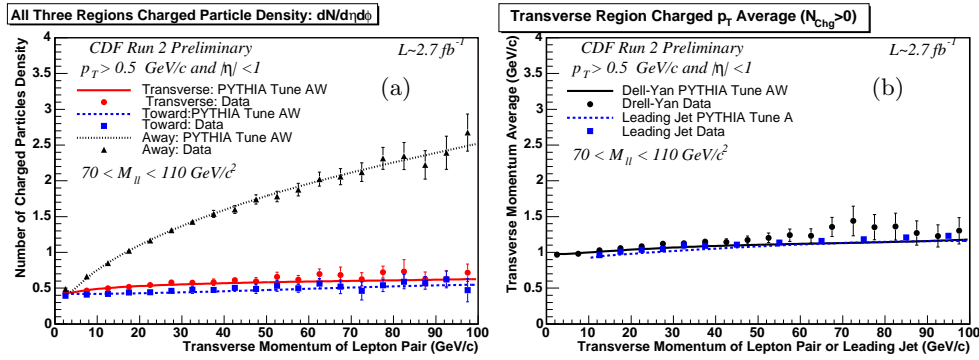 All Three Regions Charged Particle Density: dN/dηdϕ
CDF Run 2 Preliminary
L~2.7 fb⁻¹
p_T > 0.5 GeV/c and |η| <1
(a)
Transverse: PYTHIA Tune AW
Transverse: Data
Toward:PYTHIA Tune AW
Toward: Data
Away: PYTHIA Tune AW
Away: Data
70 < M_ll < 110 GeV/c²
Number of Charged Particles Density
4
3.5
3
2.5
2
1.5
1
0.5
0
0 10 20 30 40 50 60 70 80 90 100
Transverse Momentum of Lepton Pair (GeV/c)
Transverse Region Charged p_T Average (N_Chg>0)
CDF Run 2 Preliminary
L~2.7 fb⁻¹
p_T > 0.5 GeV/c and |η| <1
(b)
Dell-Yan PYTHIA Tune AW
Drell-Yan Data
Leading Jet PYTHIA Tune A
Leading Jet Data
70 < M_ll < 110 GeV/c²
Transverse Momentum Average (GeV/c)
4
3.5
3
2.5
2
1.5
1
0.5
0
0 10 20 30 40 50 60 70 80 90 100
Transverse Momentum of Lepton Pair or Leading Jet (GeV/c)